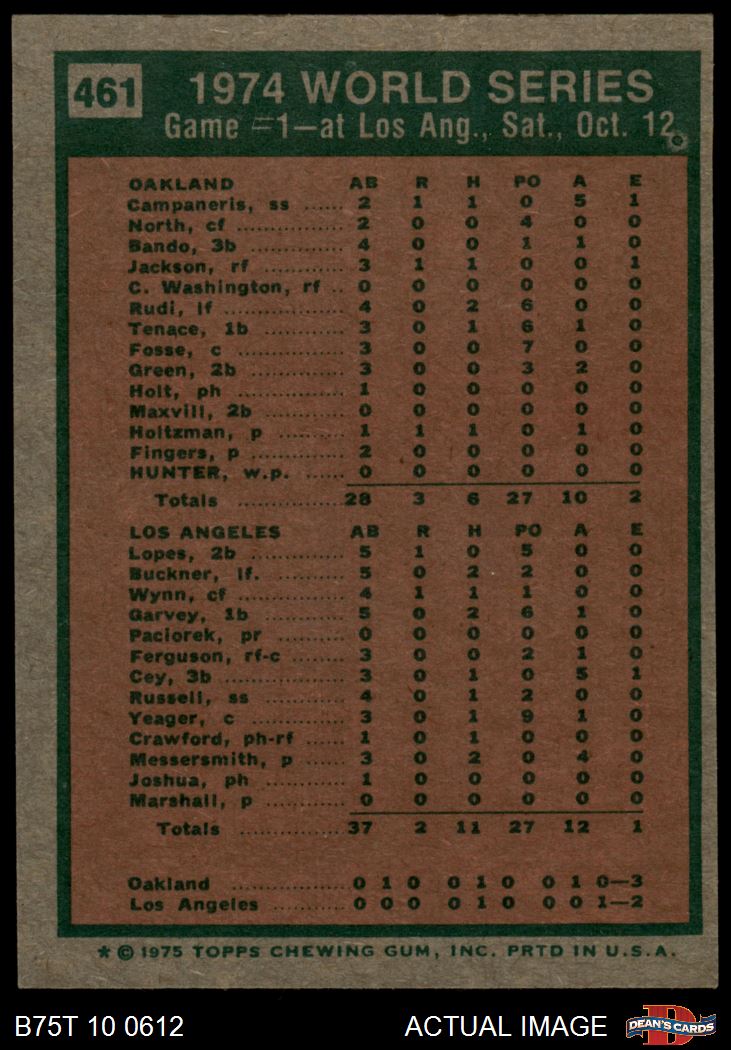 461
1974 WORLD SERIES
Game =1—at Los Ang., Sat., Oct. 12
OAKLAND AB R H PO A E
Campaneris, ss ...... 2 1 1 0 5 1
North, cf ............... 2 0 0 4 0 0
Bando, 3b ............. 4 0 0 1 1 0
Jackson, rf ............ 3 1 1 0 0 1
C. Washington, rf .. 0 0 0 0 0 0
Rudi, lf ................. 4 0 2 6 0 0
Tenace, 1b ............ 3 0 1 6 1 0
Fosse, c ................ 3 0 0 7 0 0
Green, 2b .............. 3 0 0 3 2 0
Holt, ph ................ 1 0 0 0 0 0
Maxvill, 2b ............ 0 0 0 0 0 0
Holtzman, p .......... 1 1 1 0 1 0
Fingers, p .............. 2 0 0 0 0 0
HUNTER, w.p. ...... 0 0 0 0 0 0
Totals ................ 28 3 6 27 10 2
LOS ANGELES AB R H PO A E
Lopes, 2b .............. 5 1 0 5 0 0
Buckner, lf. ........... 5 0 2 2 0 0
Wynn, cf ............... 4 1 1 1 0 0
Garvey, 1b ............ 5 0 2 6 1 0
Paciorek, pr .......... 0 0 0 0 0 0
Ferguson, rf-c ....... 3 0 0 2 1 0
Cey, 3b ................. 3 0 1 0 5 1
Russell, ss ............ 4 0 1 2 0 0
Yeager, c .............. 3 0 1 9 1 0
Crawford, ph-rf ...... 1 0 1 0 0 0
Messersmith, p ...... 3 0 2 0 4 0
Joshua, ph ............ 1 0 0 0 0 0
Marshall, p ............ 0 0 0 0 0 0
Totals ................ 37 2 11 27 12 1
Oakland ................. 0 1 0 0 1 0 0 1 0—3
Los Angeles ............ 0 0 0 0 1 0 0 0 1—2
* © 1975 TOPPS CHEWING GUM, INC. PRTD IN U.S.A.
B75T 10 0612 ACTUAL IMAGE D DEAN'S CARDS